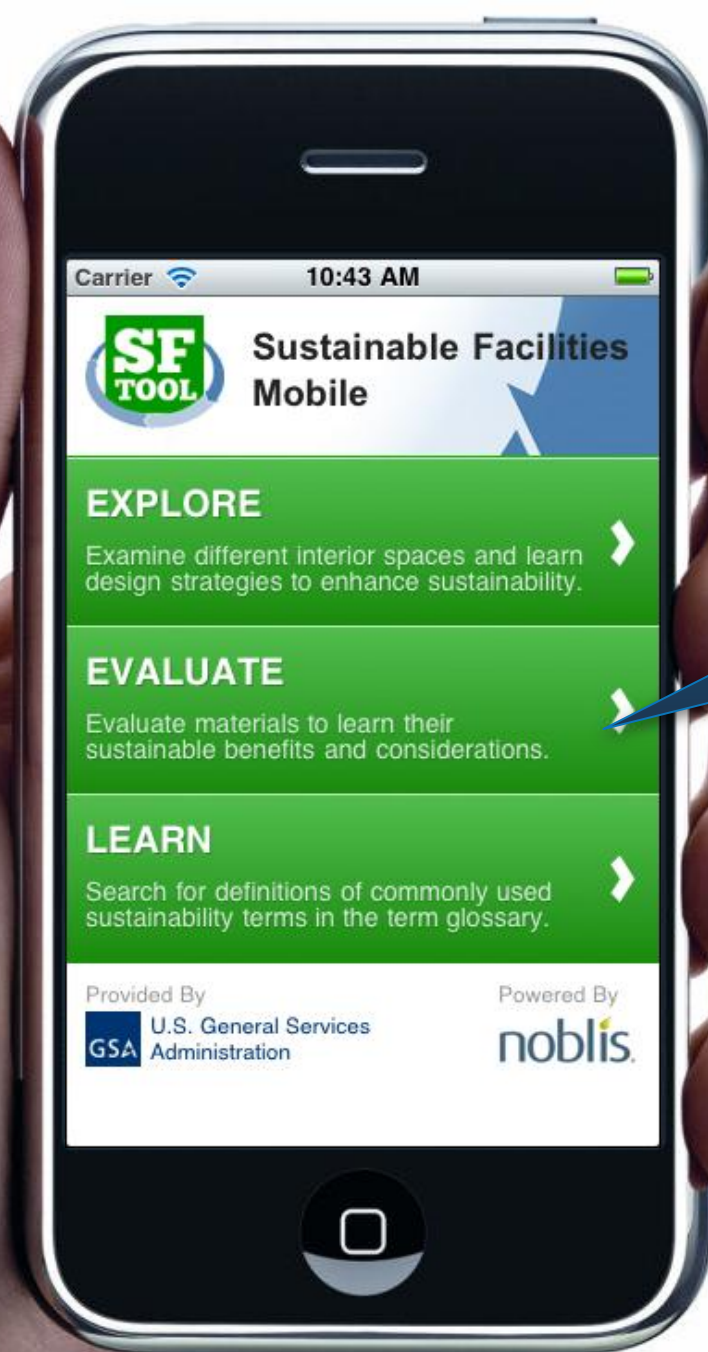 Carrier 10:43 AM
SF
TOOL
Sustainable Facilities
Mobile
EXPLORE
Examine different interior spaces and learn
design strategies to enhance sustainability.
EVALUATE
Evaluate materials to learn their
sustainable benefits and considerations.
LEARN
Search for definitions of commonly used
sustainability terms in the term glossary.
Provided By
GSA
U.S. General Services
Administration
Powered By
noblis.